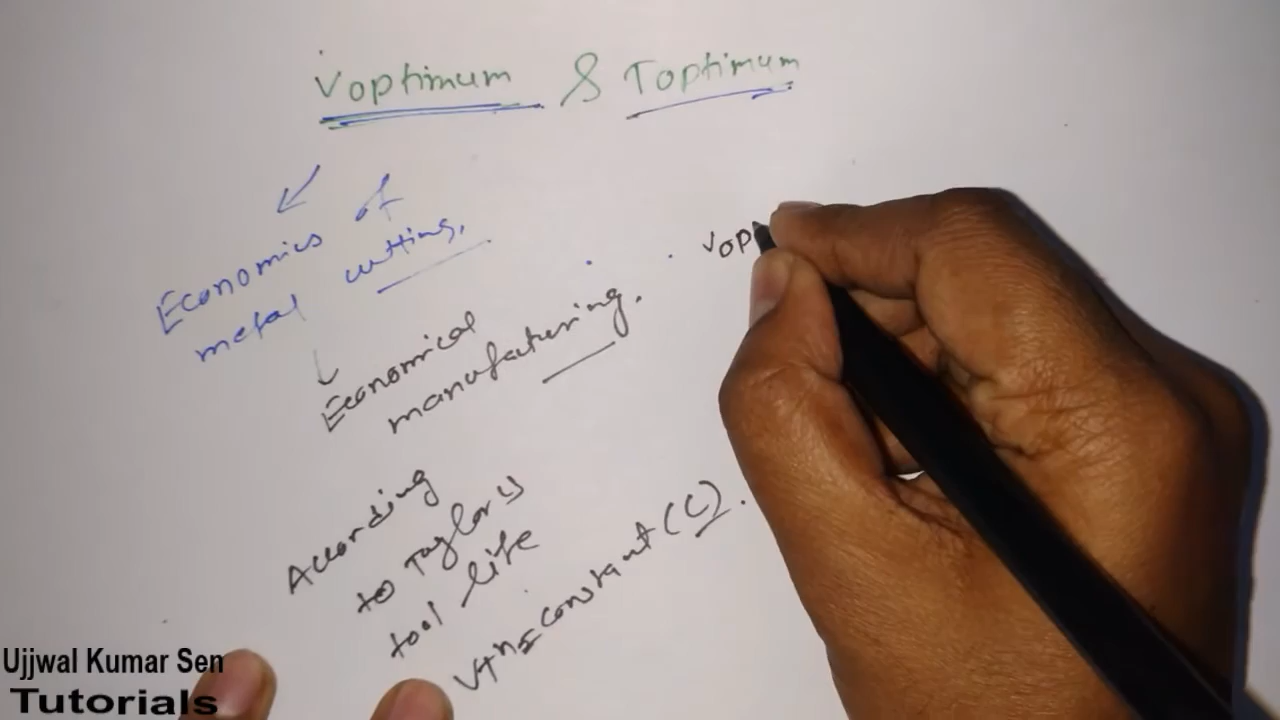 Voptimum & Toptimum
Economics of
metal cutting,
Economical
manufacturing.
Vop
According
to Taylor's
tool life
VTn = constant (C).
Ujjwal Kumar Sen
Tutorials